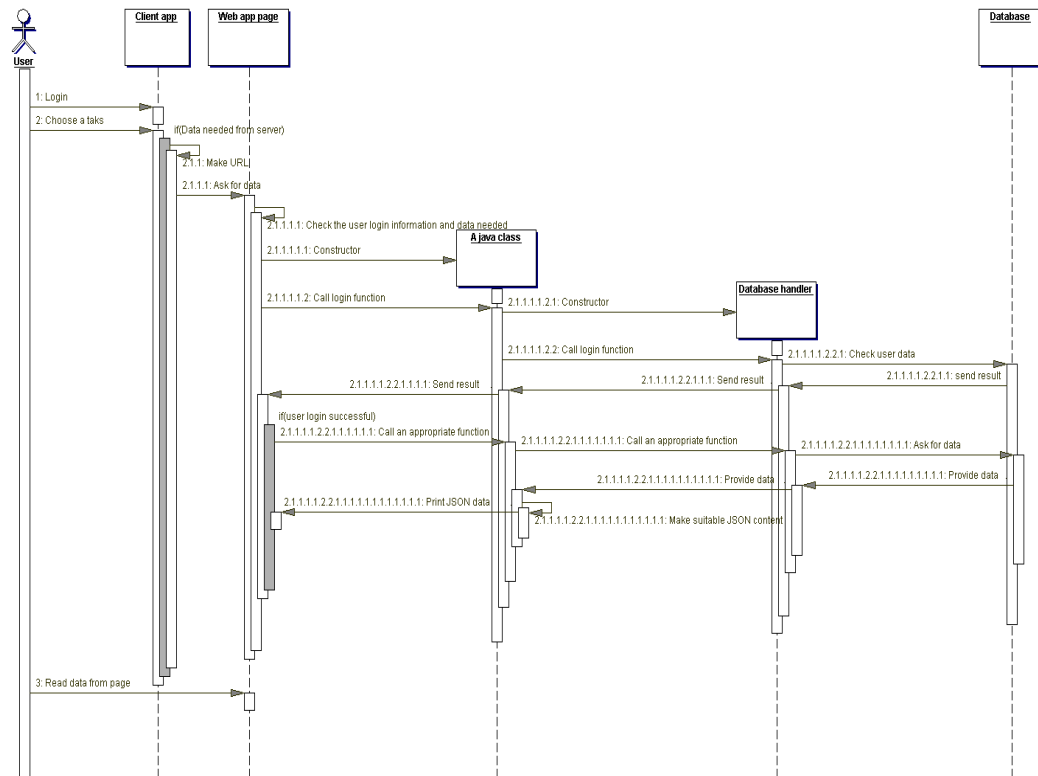 Client app
Web app page
Database
User
1: Login
2: Choose a taks
if(Data needed from server)
2.1.1: Make URL
2.1.1.1: Ask for data
2.1.1.1.1: Check the user login information and data needed
A java class
2.1.1.1.1.1: Constructor
Database handler
2.1.1.1.1.2: Call login function
2.1.1.1.1.2.1: Constructor
2.1.1.1.1.2.2: Call login function
2.1.1.1.1.2.2.1: Check user data
2.1.1.1.1.2.2.1.1: send result
2.1.1.1.1.2.2.1.1.1: Send result
2.1.1.1.1.2.2.1.1.1.1: Send result
if(user login successful)
2.1.1.1.1.2.2.1.1.1.1.1.1: Call an appropriate function
2.1.1.1.1.2.2.1.1.1.1.1.1.1: Call an appropriate function
2.1.1.1.1.2.2.1.1.1.1.1.1.1.1: Ask for data
2.1.1.1.1.2.2.1.1.1.1.1.1.1.1.1: Provide data
2.1.1.1.1.2.2.1.1.1.1.1.1.1.1.1.1: Provide data
2.1.1.1.1.2.2.1.1.1.1.1.1.1.1.1.1.1.1: Print JSON data
2.1.1.1.1.2.2.1.1.1.1.1.1.1.1.1.1.1: Make suitable JSON content
3: Read data from page